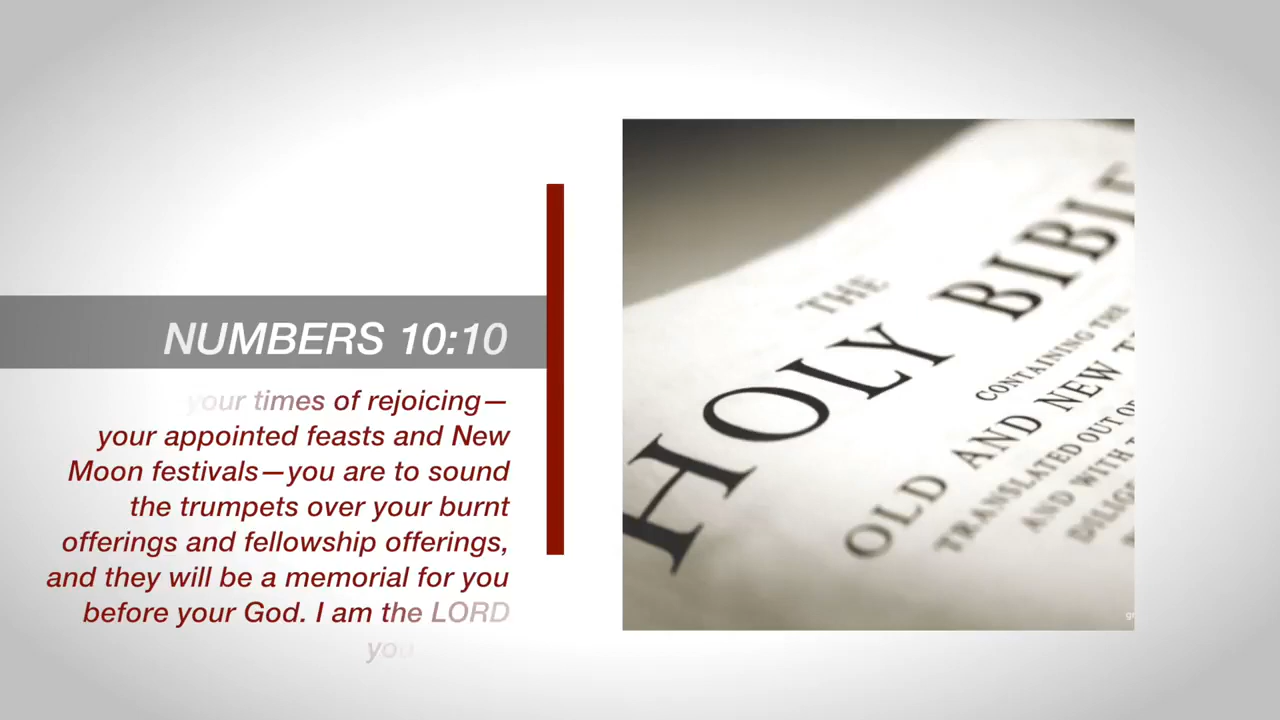 NUMBERS 10:10
your times of rejoicing—
your appointed feasts and New
Moon festivals—you are to sound
the trumpets over your burnt
offerings and fellowship offerings,
and they will be a memorial for you
before your God. I am the LORD
you
THE
HOLY BIBLE
CONTAINING THE
OLD AND NEW T
TRANSLATED OUT OF
AND WITH T
DILIGE